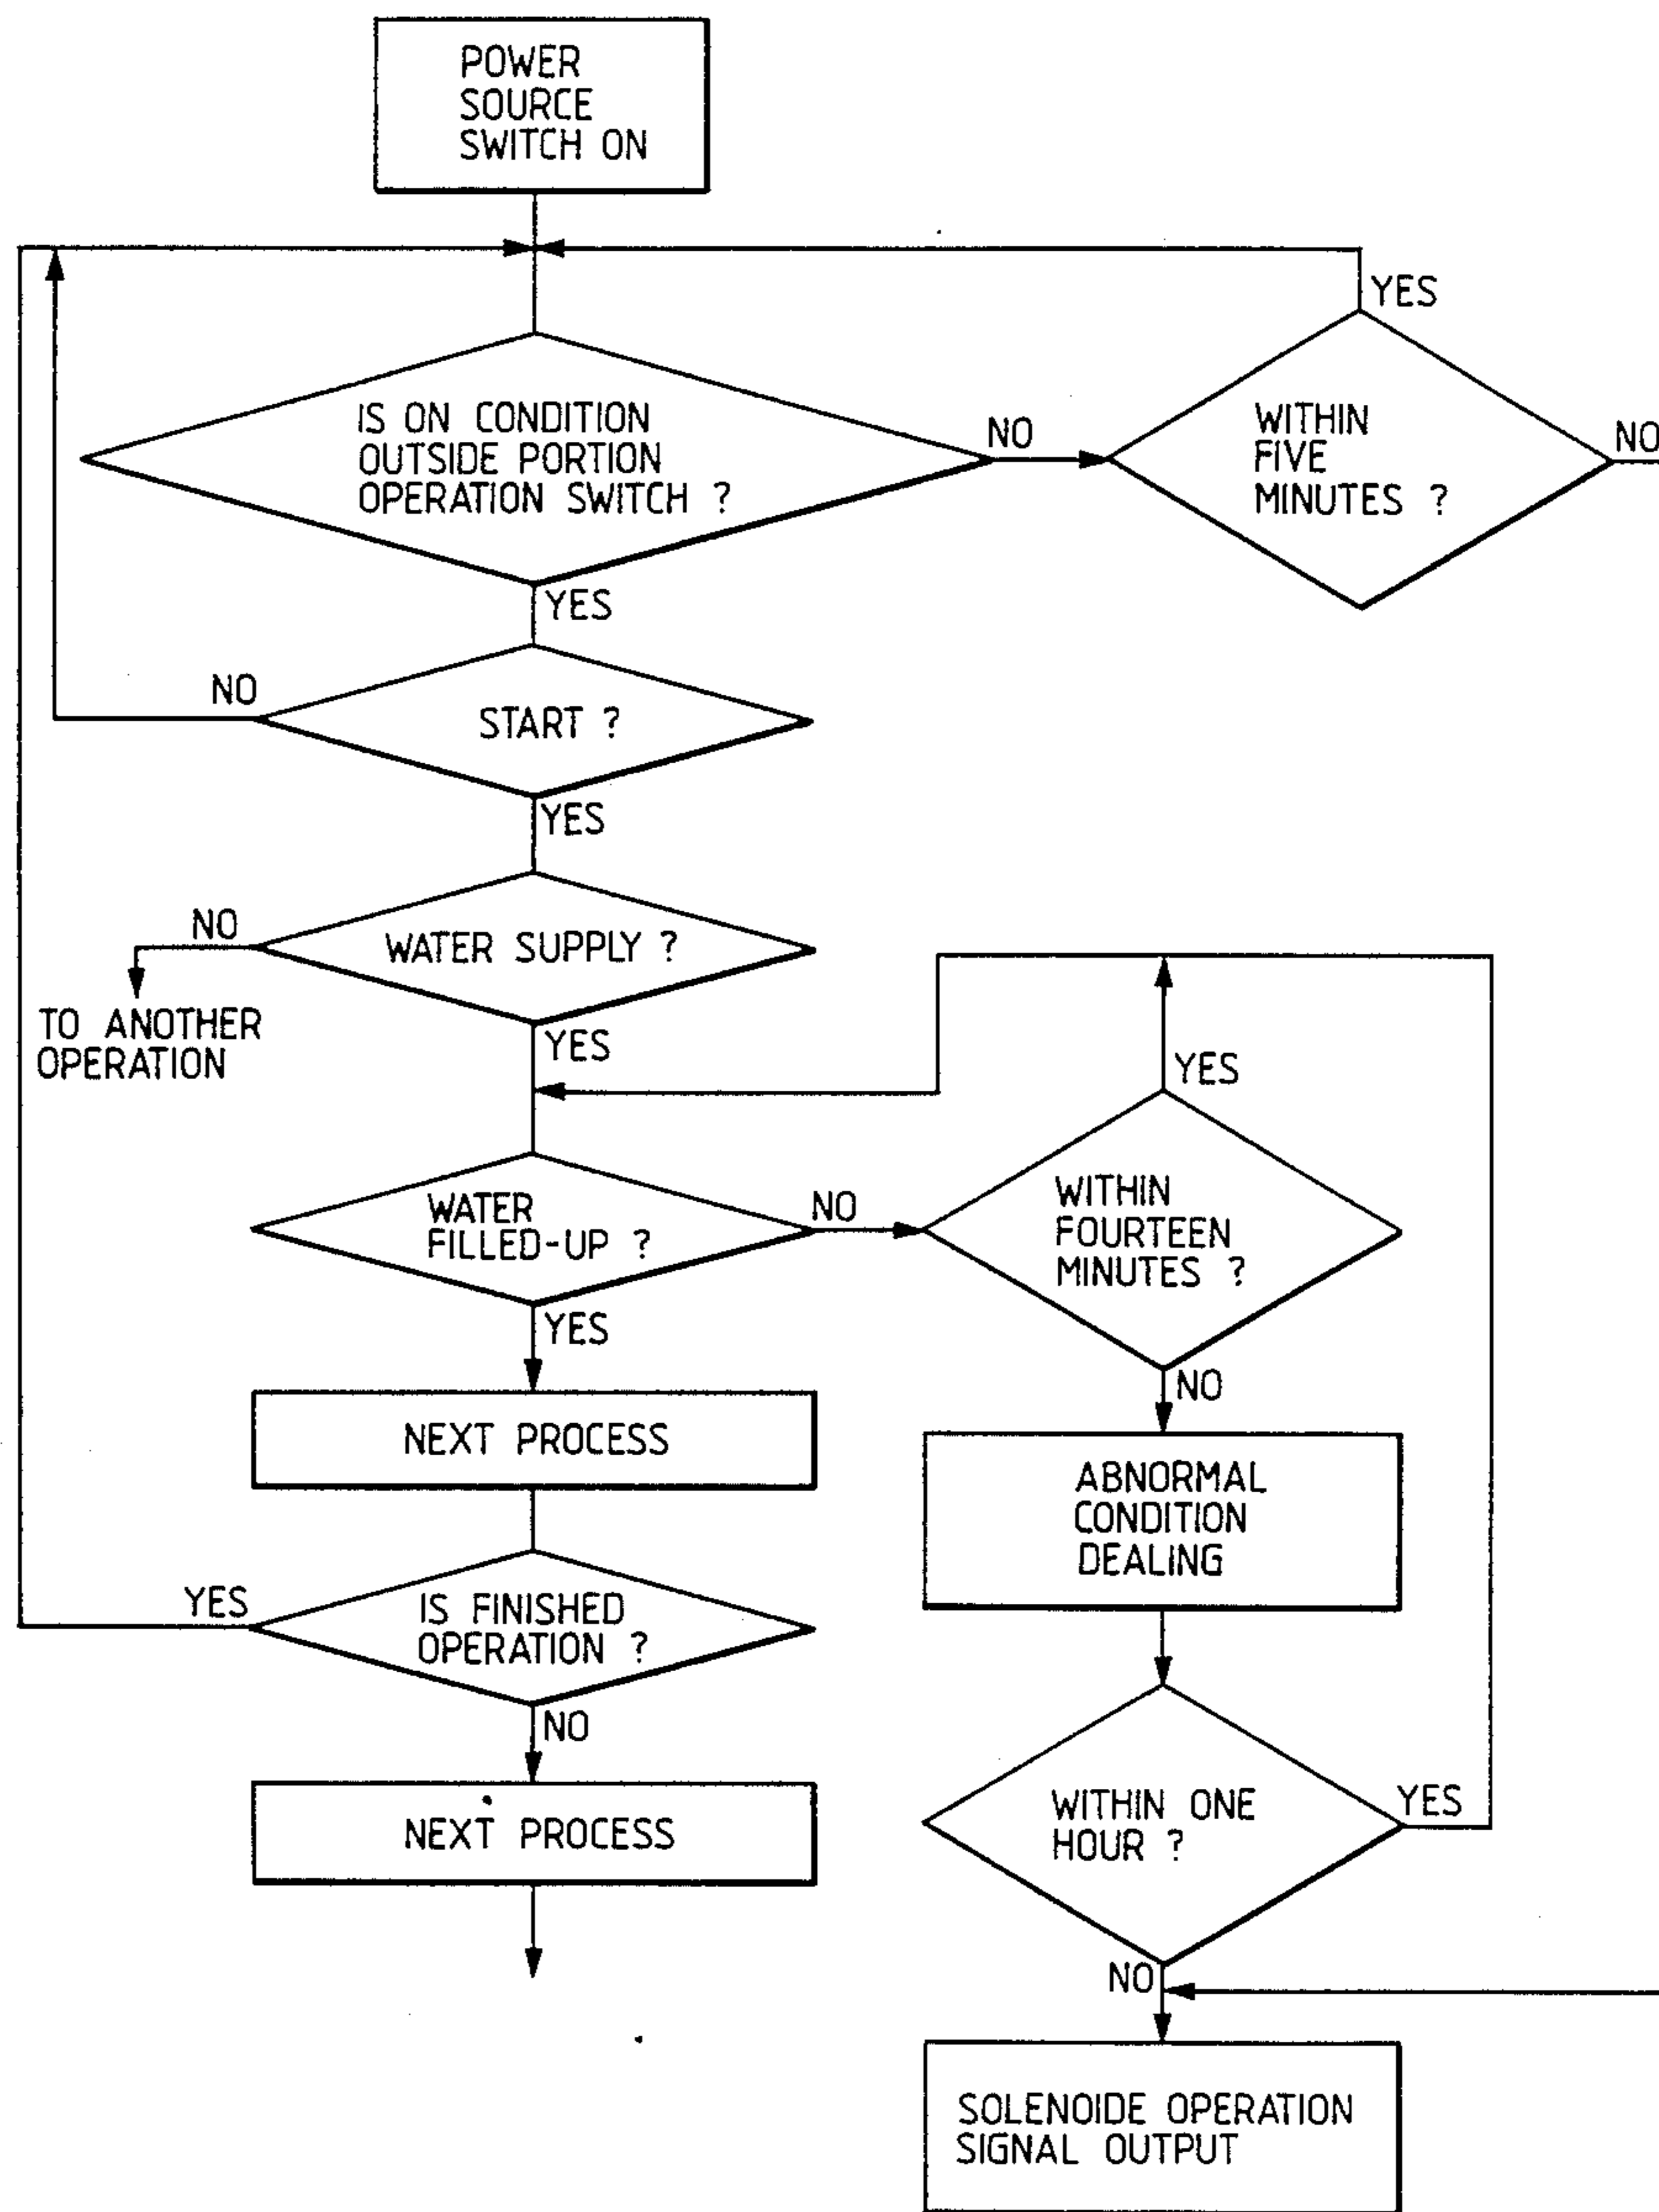 POWER
SOURCE
SWITCH ON
YES
IS ON CONDITION
OUTSIDE PORTION
OPERATION SWITCH ?
NO
WITHIN
FIVE
MINUTES ?
NO
YES
NO
START ?
YES
NO
WATER SUPPLY ?
TO ANOTHER
OPERATION
YES
YES
WATER
FILLED-UP ?
NO
WITHIN
FOURTEEN
MINUTES ?
YES
NO
NEXT PROCESS
ABNORMAL
CONDITION
DEALING
YES
IS FINISHED
OPERATION ?
NO
NEXT PROCESS
WITHIN ONE
HOUR ?
YES
NO
SOLENOIDE OPERATION
SIGNAL OUTPUT